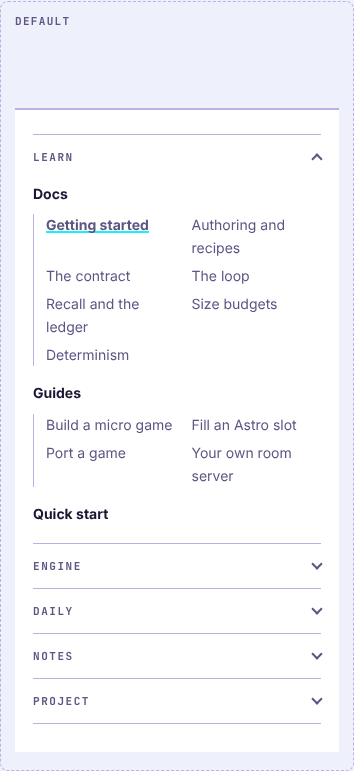 DEFAULT
LEARN
Docs
Getting started
Authoring and
recipes
The contract
The loop
Recall and the
ledger
Size budgets
Determinism
Guides
Build a micro game
Fill an Astro slot
Port a game
Your own room
server
Quick start
ENGINE
DAILY
NOTES
PROJECT